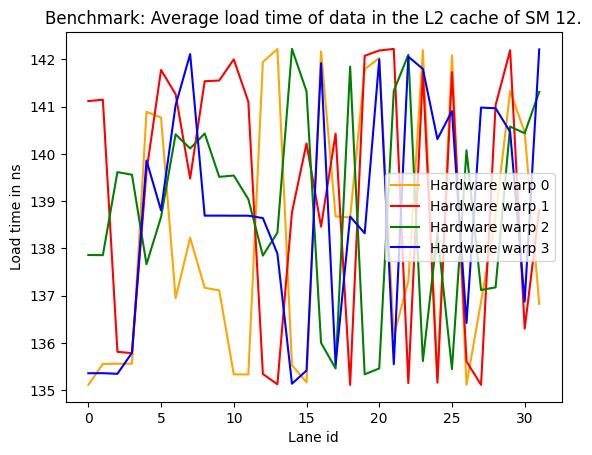 Benchmark: Average load time of data in the L2 cache of SM 12.
142
141
140
139
138
137
136
135
Load time in ns
Hardware warp 0
Hardware warp 1
Hardware warp 2
Hardware warp 3
0 5 10 15 20 25 30
Lane id